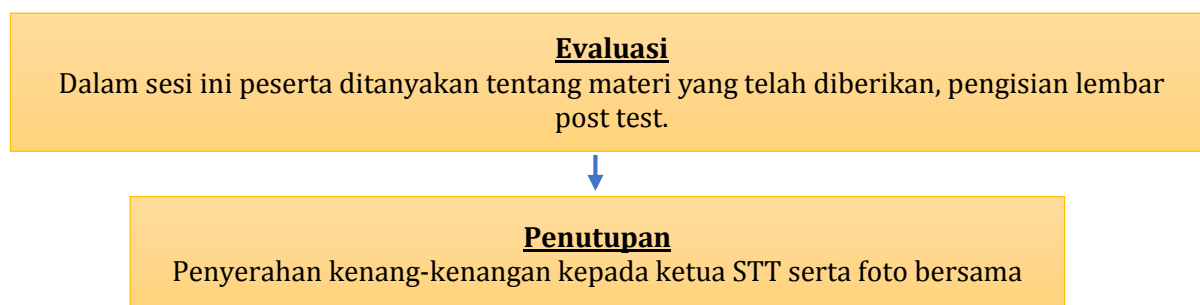 Evaluasi
Dalam sesi ini peserta ditanyakan tentang materi yang telah diberikan, pengisian lembar
post test.
Penutupan
Penyerahan kenang-kenangan kepada ketua STT serta foto bersama